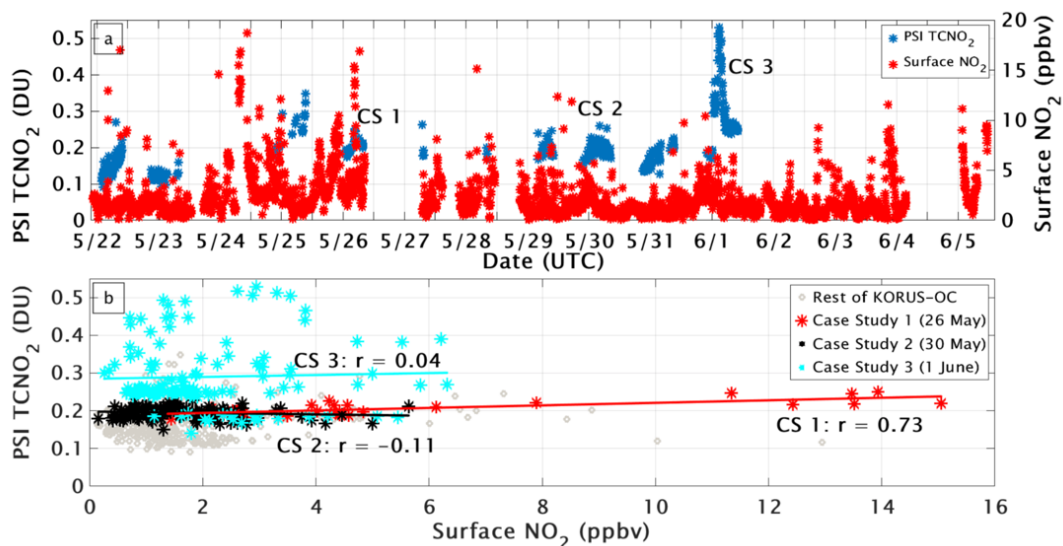 a
PSI TCNO₂ (DU)
0.5
0.4
0.3
0.2
0.1
0
Surface NO₂ (ppbv)
20
15
10
5
0
PSI TCNO₂
Surface NO₂
CS 1
CS 2
CS 3
5/22 5/23 5/24 5/25 5/26 5/27 5/28 5/29 5/30 5/31 6/1 6/2 6/3 6/4 6/5
Date (UTC)
b
PSI TCNO₂ (DU)
0.5
0.4
0.3
0.2
0.1
0
Rest of KORUS-OC
Case Study 1 (26 May)
Case Study 2 (30 May)
Case Study 3 (1 June)
CS 3: r = 0.04
CS 2: r = −0.11
CS 1: r = 0.73
0 2 4 6 8 10 12 14 16
Surface NO₂ (ppbv)